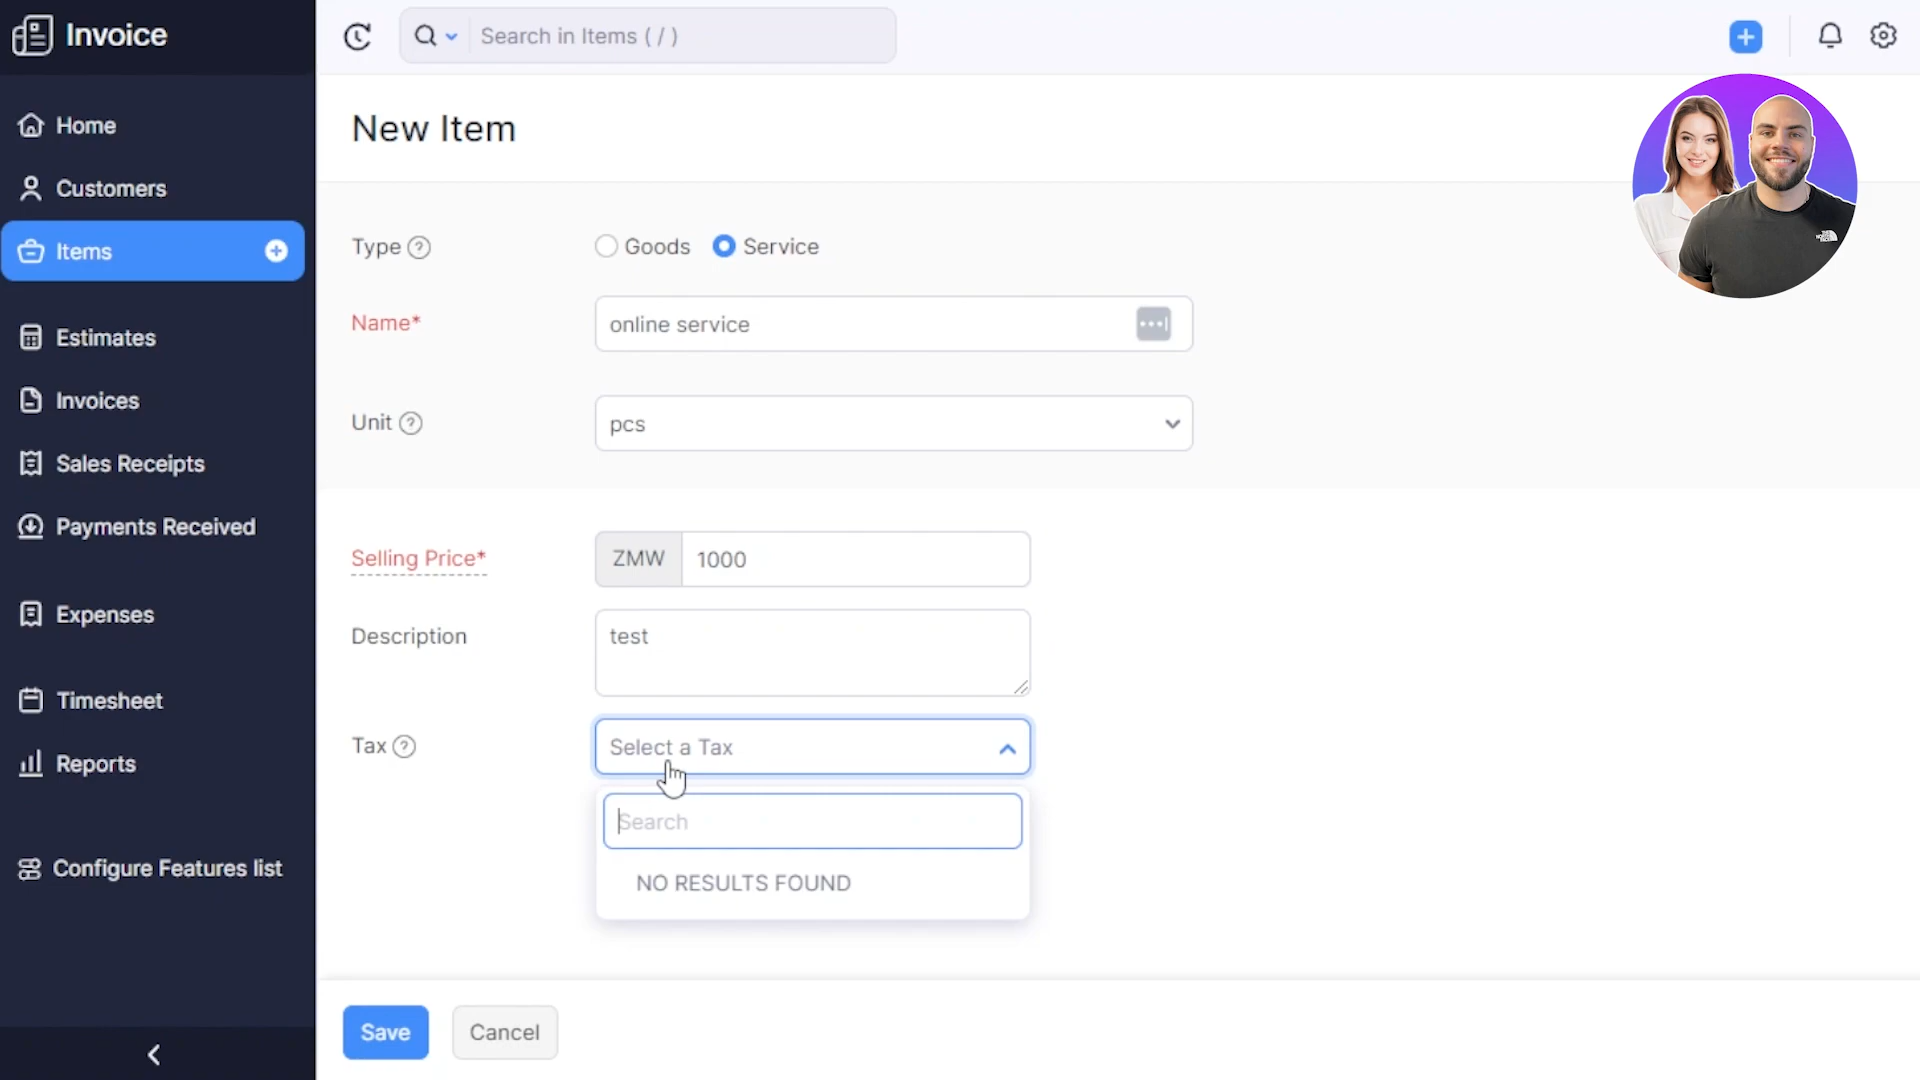 Invoice
Search in Items ( / )
Home
Customers
Items
Estimates
Invoices
Sales Receipts
Payments Received
Expenses
Timesheet
Reports
Configure Features list
New Item
Type ?
Goods
Service
Name*
online service
Unit ?
pcs
Selling Price*
ZMW
1000
Description
test
Tax ?
Select a Tax
Search
NO RESULTS FOUND
Save
Cancel